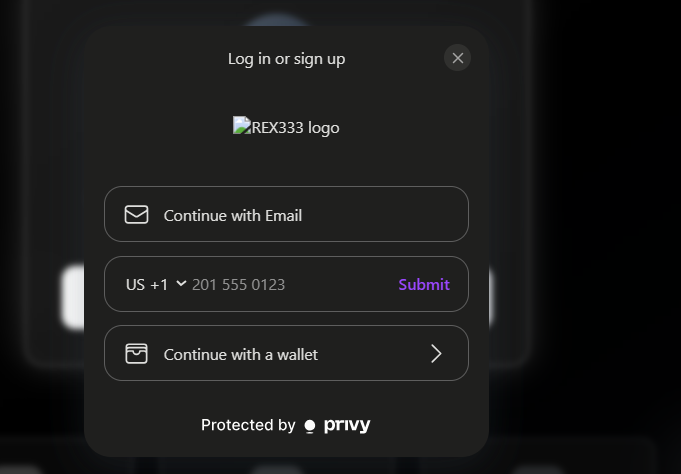 Log in or sign up
REX333 logo
Continue with Email
US +1 201 555 0123 Submit
Continue with a wallet
Protected by privy